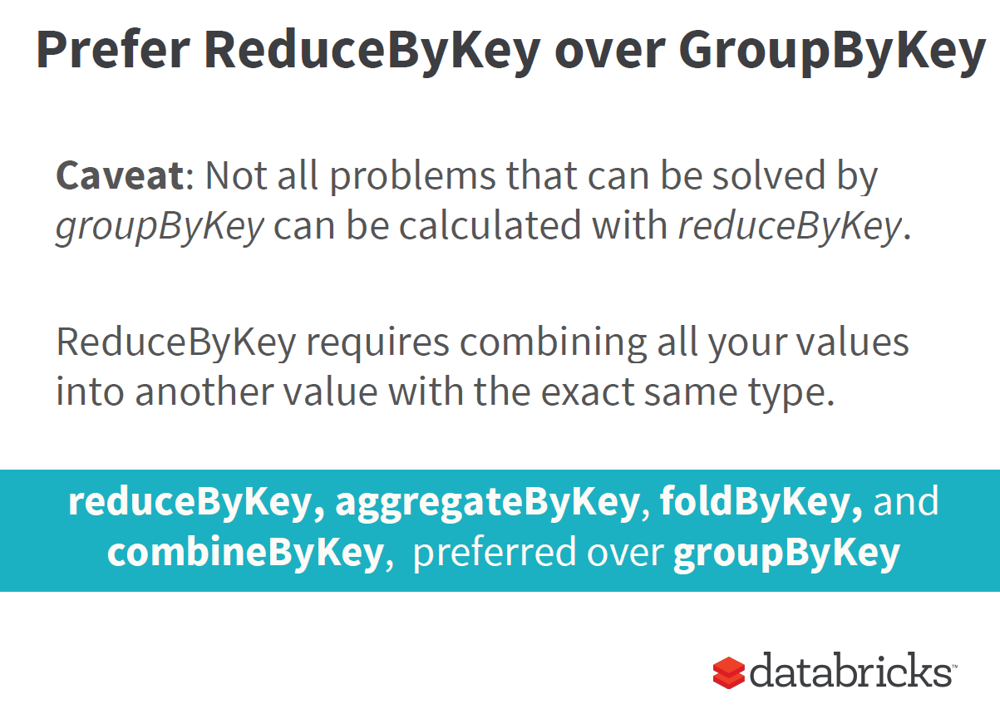 Prefer ReduceByKey over GroupByKey
Caveat: Not all problems that can be solved by
groupByKey can be calculated with reduceByKey.
ReduceByKey requires combining all your values
into another value with the exact same type.
reduceByKey, aggregateByKey, foldByKey, and
combineByKey, preferred over groupByKey
databricks™